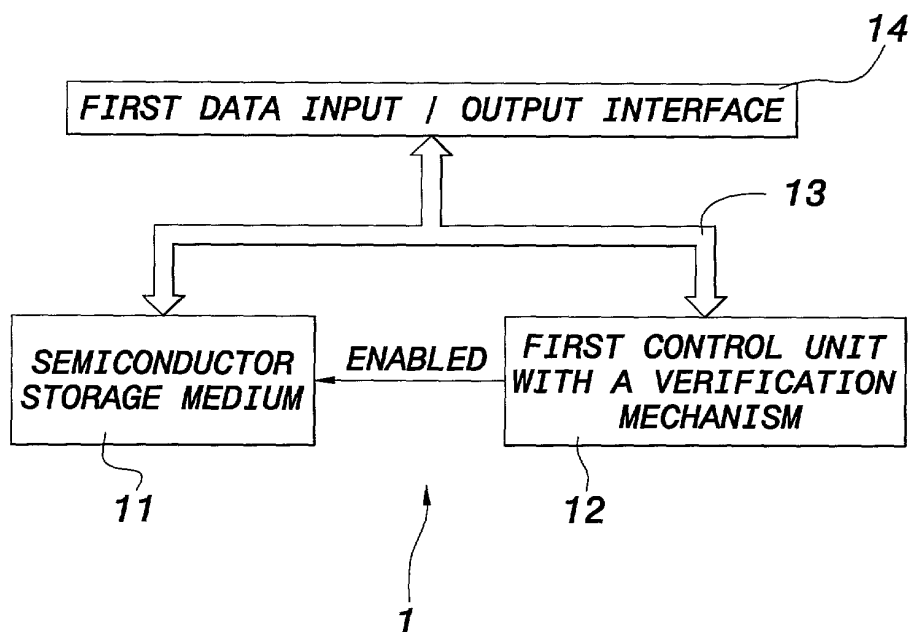 14
FIRST DATA INPUT / OUTPUT INTERFACE
13
SEMICONDUCTOR
STORAGE MEDIUM
ENABLED
FIRST CONTROL UNIT
WITH A VERIFICATION
MECHANISM
11
12
1